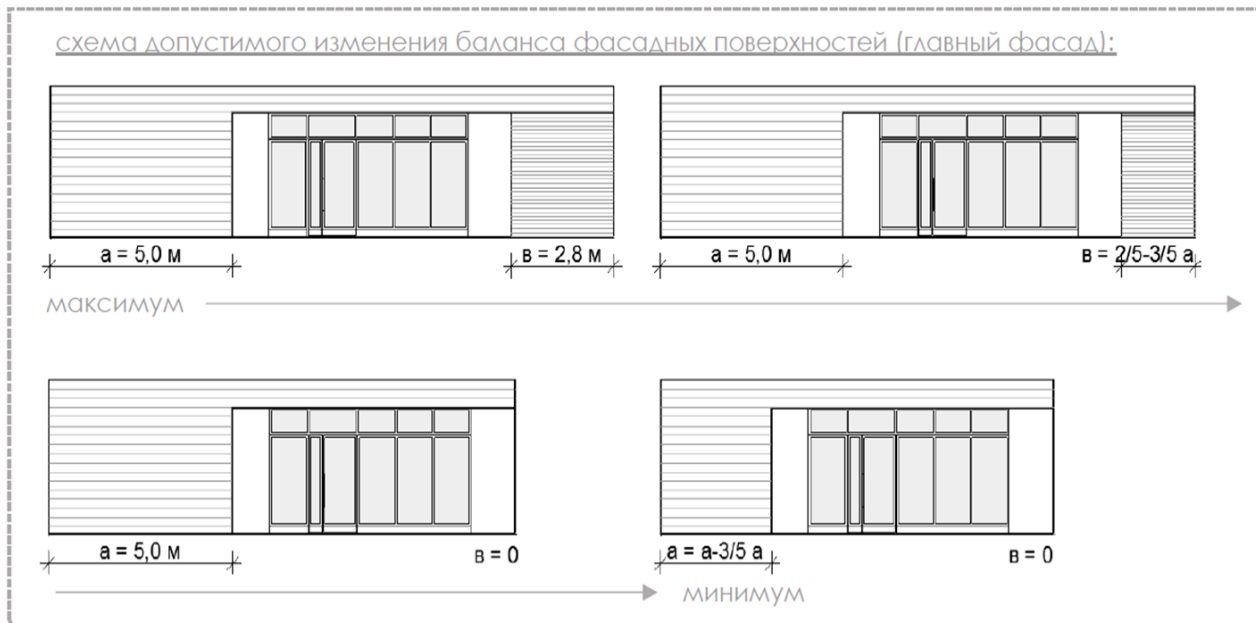 схема допустимого изменения баланса фасадных поверхностей (главный фасад):
a = 5,0 м
в = 2,8 м
a = 5,0 м
в = 2/5-3/5 a
максимум
a = 5,0 м
в = 0
a = a-3/5 a
в = 0
минимум